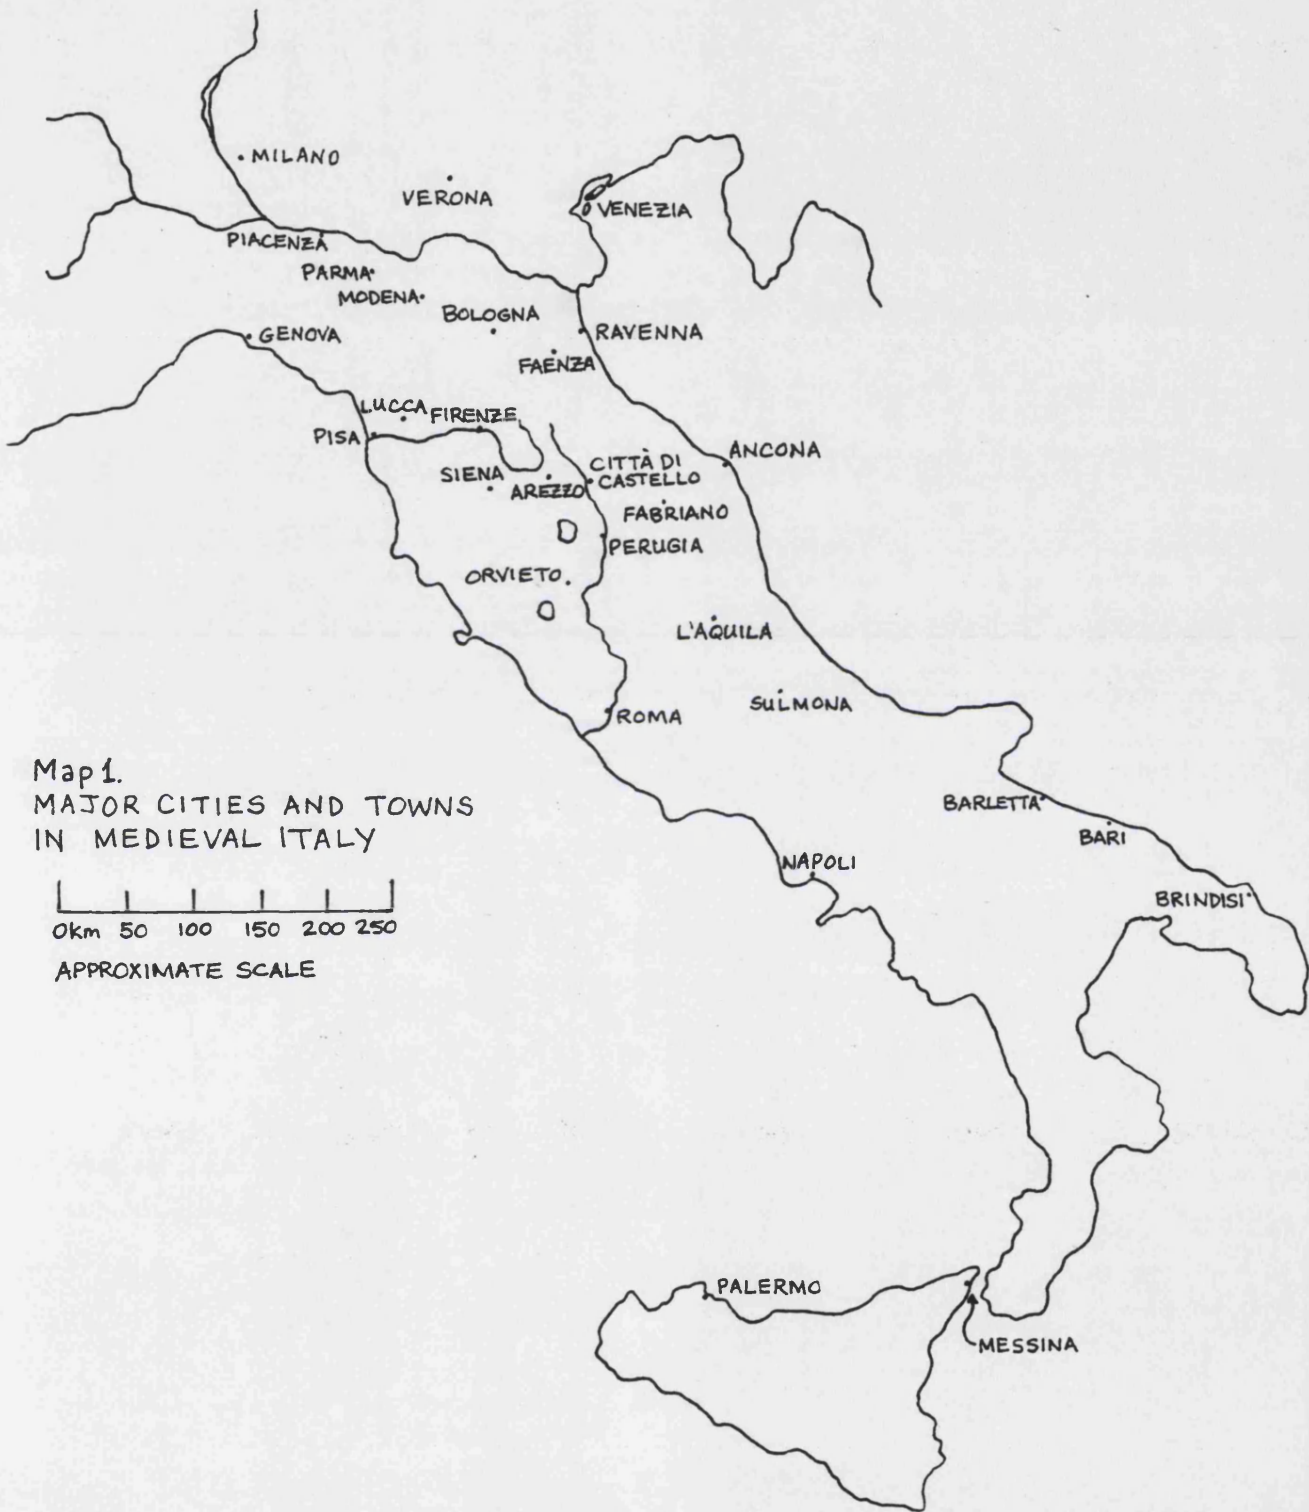 MILANO
VERONA
VENEZIA
PIACENZA
PARMA
MODENA
BOLOGNA
GENOVA
RAVENNA
FAENZA
LUCCA
FIRENZE
PISA
ANCONA
CITTÀ DI
CASTELLO
SIENA
AREZZO
FABRIANO
PERUGIA
ORVIETO
L'AQUILA
SULMONA
ROMA
Map 1.
MAJOR CITIES AND TOWNS
IN MEDIEVAL ITALY
BARLETTA
BARI
NAPOLI
BRINDISI
0km 50 100 150 200 250
APPROXIMATE SCALE
PALERMO
MESSINA